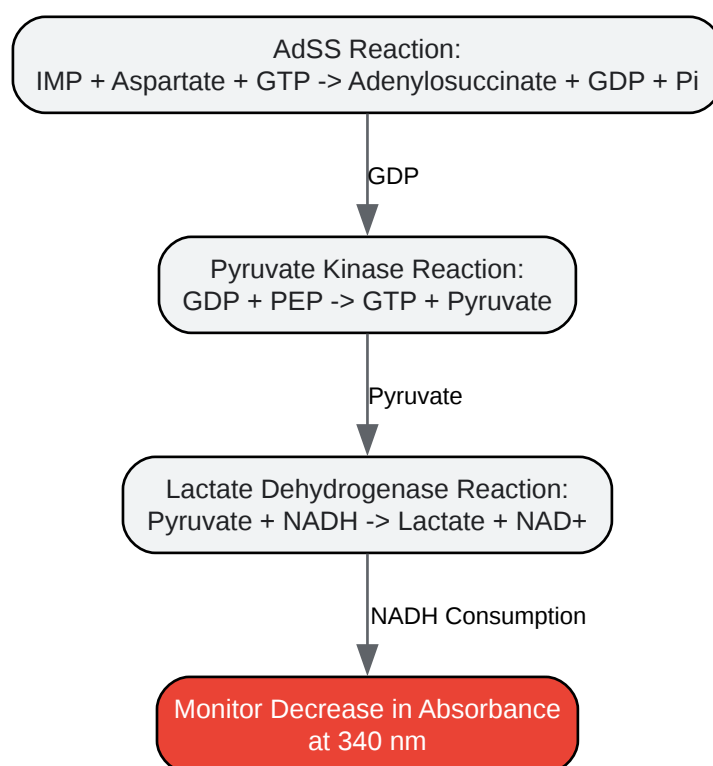 AdSS Reaction:
IMP + Aspartate + GTP -> Adenylosuccinate + GDP + Pi
GDP
Pyruvate Kinase Reaction:
GDP + PEP -> GTP + Pyruvate
Pyruvate
Lactate Dehydrogenase Reaction:
Pyruvate + NADH -> Lactate + NAD+
NADH Consumption
Monitor Decrease in Absorbance
at 340 nm